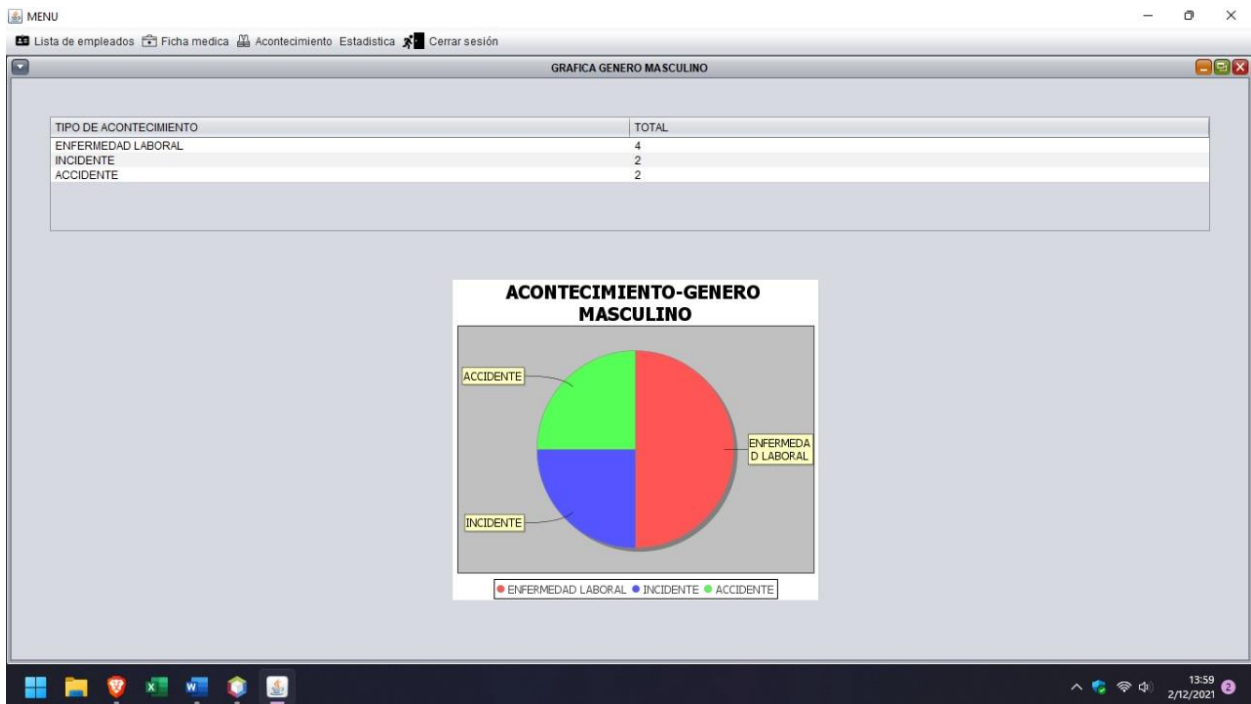 MENU
Lista de empleados Ficha medica Acontecimiento Estadistica Cerrar sesión
GRAFICA GENERO MASCULINO
TIPO DE ACONTECIMIENTO TOTAL
ENFERMEDAD LABORAL 4
INCIDENTE 2
ACCIDENTE 2
ACONTECIMIENTO-GENERO
MASCULINO
ACCIDENTE
ENFERMEDA
D LABORAL
INCIDENTE
ENFERMEDAD LABORAL INCIDENTE ACCIDENTE
13:59
2/12/2021
2